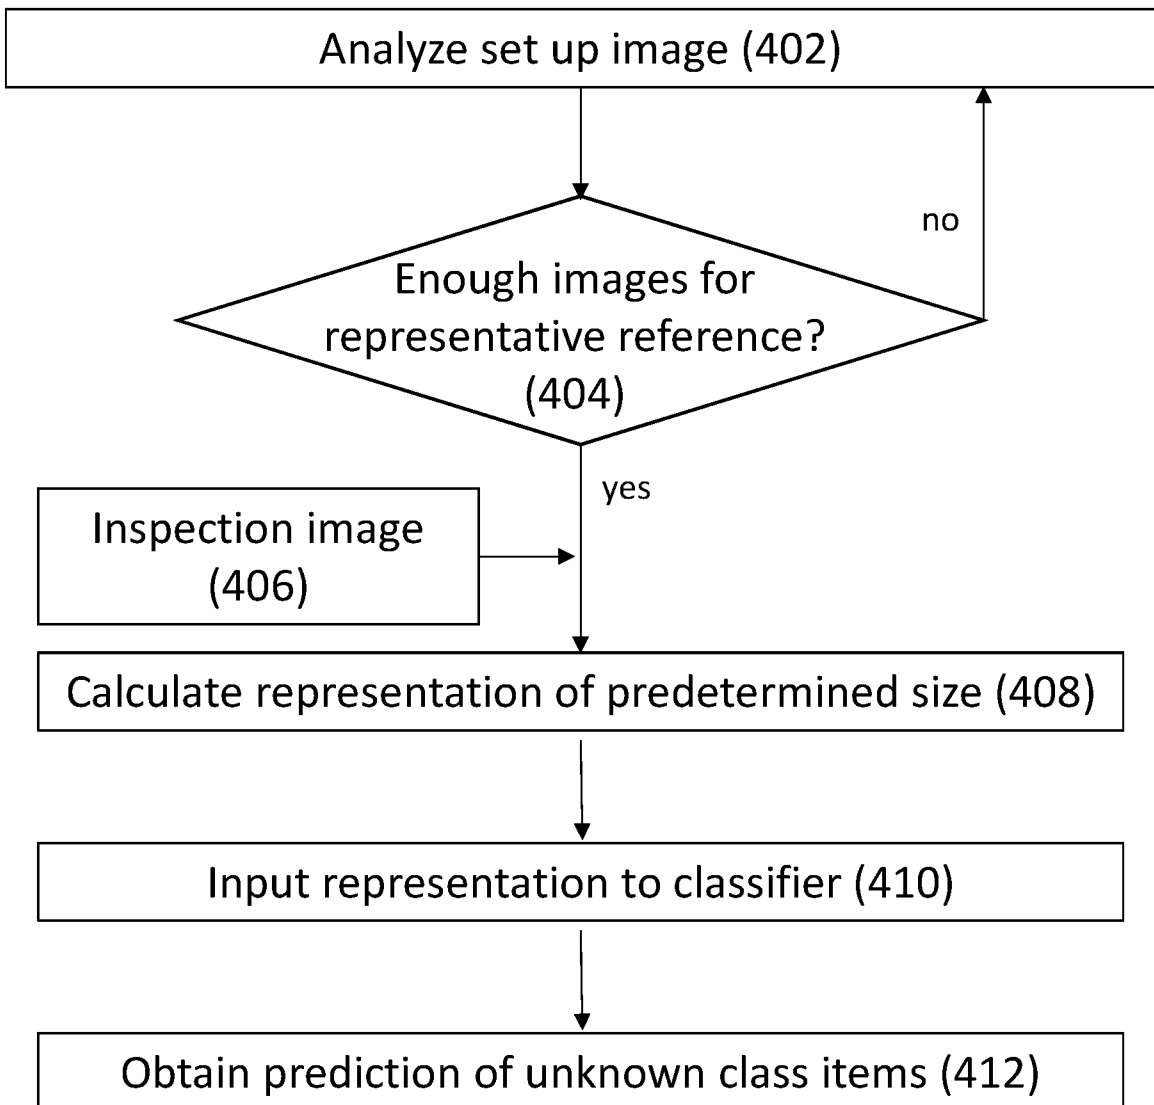 Analyze set up image (402)
no
Enough images for
representative reference?
(404)
yes
Inspection image
(406)
Calculate representation of predetermined size (408)
Input representation to classifier (410)
Obtain prediction of unknown class items (412)